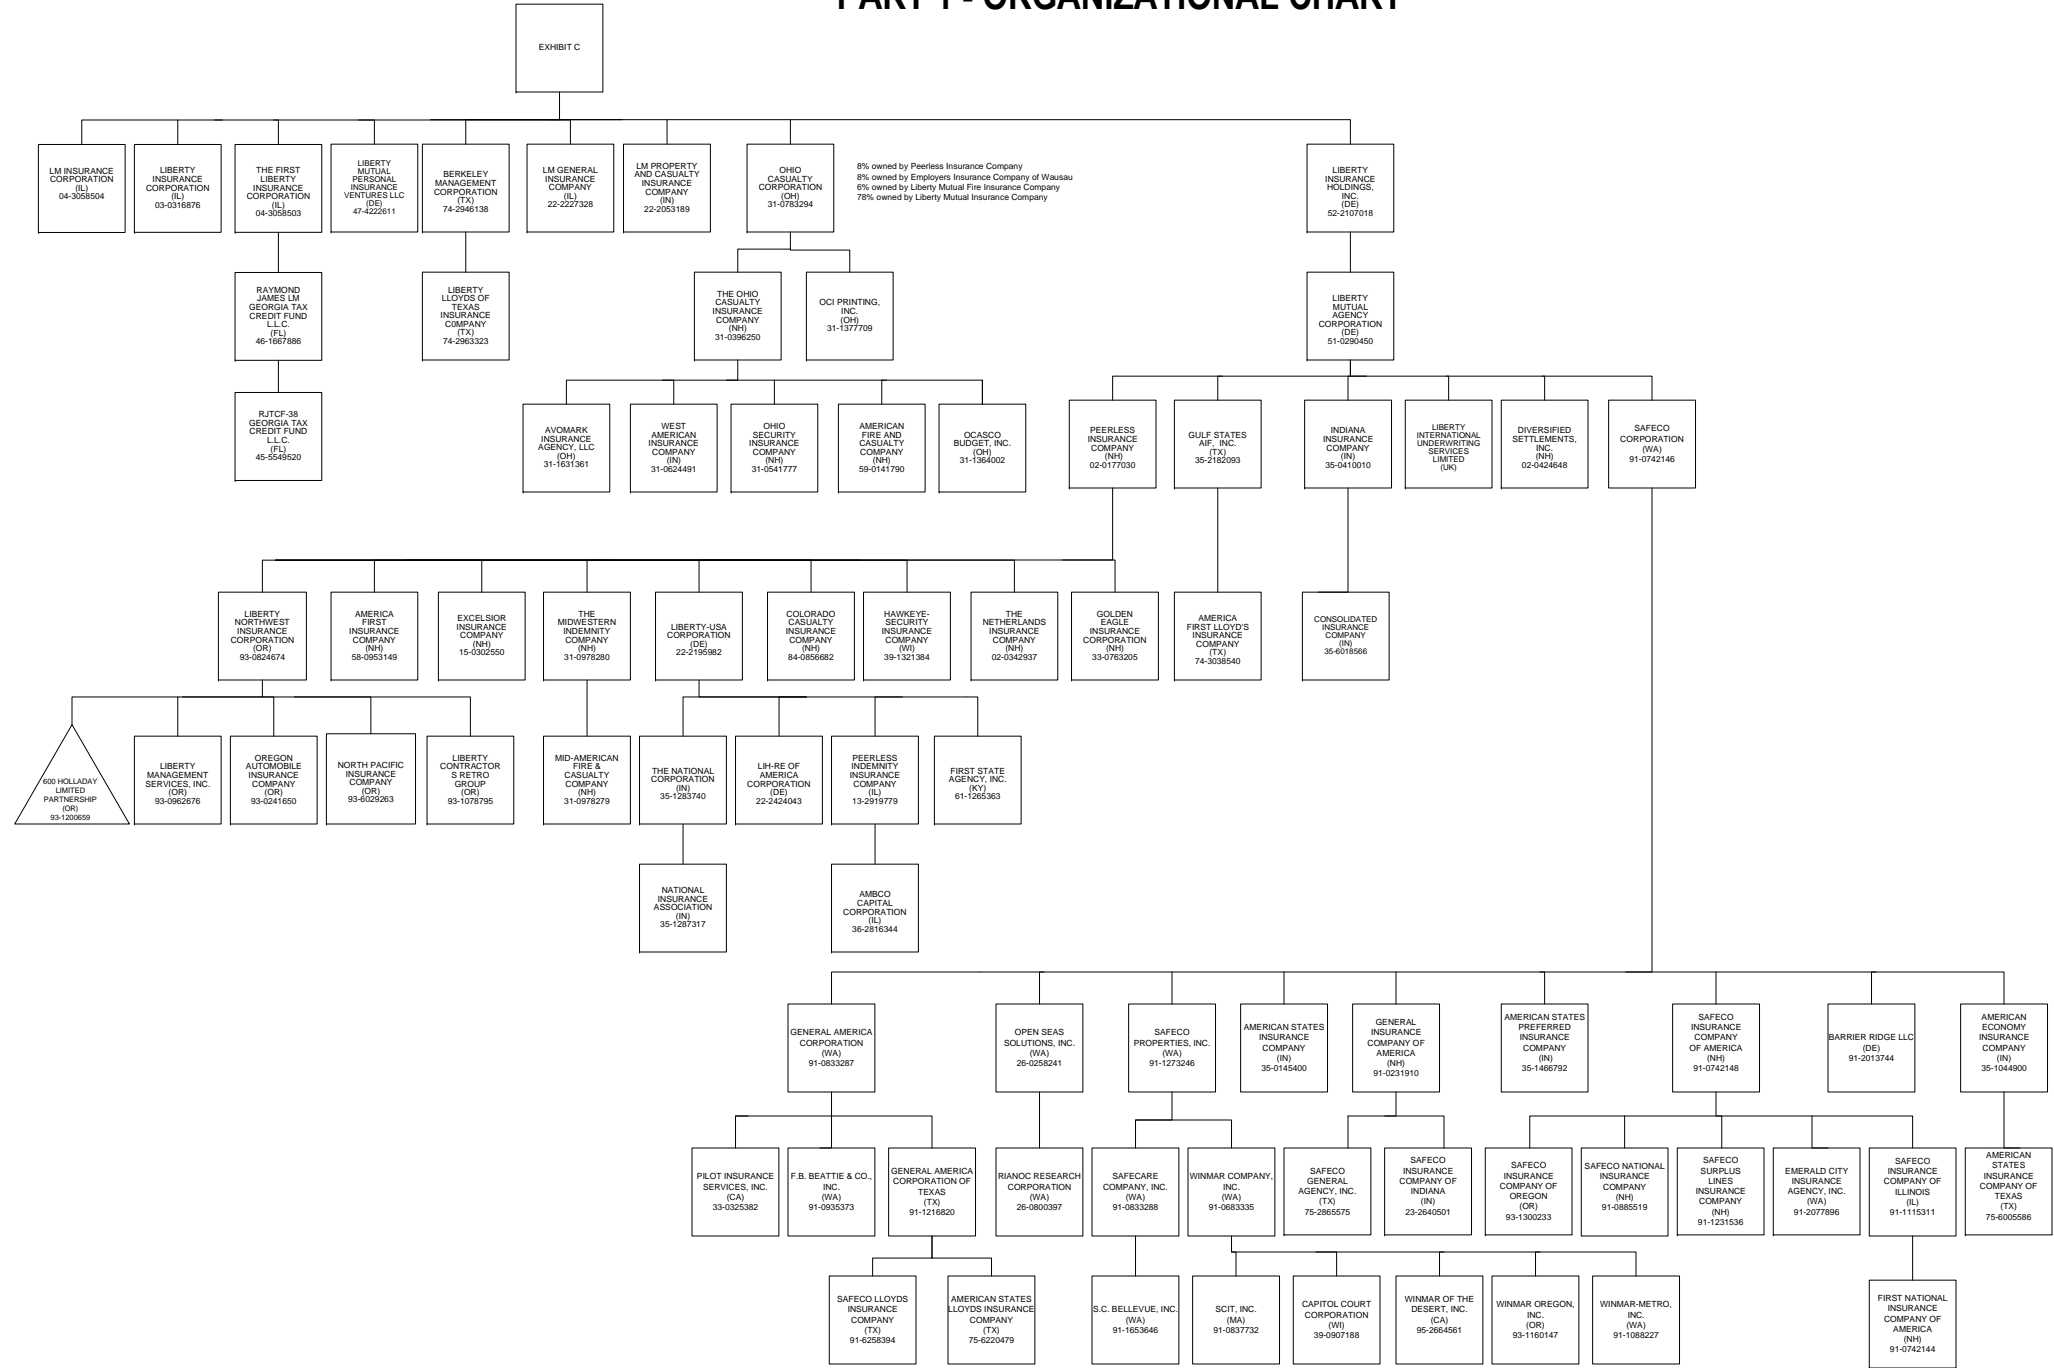 PART 1 - ORGANIZATIONAL CHART
EXHIBIT C
LM INSURANCE
CORPORATION
(IL)
04-3058504
LIBERTY
INSURANCE
CORPORATION
(IL)
03-0316876
THE FIRST
LIBERTY
INSURANCE
CORPORATION
(IL)
04-3058503
LIBERTY
MUTUAL
PERSONAL
INSURANCE
VENTURES LLC
(DE)
47-4222611
BERKELEY
MANAGEMENT
CORPORATION
(TX)
74-2946138
LM GENERAL
INSURANCE
COMPANY
(IL)
22-2227328
LM PROPERTY
AND CASUALTY
INSURANCE
COMPANY
(IN)
22-2053189
OHIO
CASUALTY
CORPORATION
(OH)
31-0783294
8% owned by Peerless Insurance Company
8% owned by Employers Insurance Company of Wausau
6% owned by Liberty Mutual Fire Insurance Company
78% owned by Liberty Mutual Insurance Company
LIBERTY
INSURANCE
HOLDINGS,
INC.
(DE)
52-2107018
RAYMOND
JAMES LM
GEORGIA TAX
CREDIT FUND
L.L.C.
(FL)
46-1667886
LIBERTY
LLOYDS OF
TEXAS
INSURANCE
C0MPANY
(TX)
74-2963323
THE OHIO
CASUALTY
INSURANCE
COMPANY
(NH)
31-0396250
OCI PRINTING,
INC.
(OH)
31-1377709
LIBERTY
MUTUAL
AGENCY
CORPORATION
(DE)
51-0290450
RJTCF-38
GEORGIA TAX
CREDIT FUND
L.L.C.
(FL)
45-5549520
AVOMARK
INSURANCE
AGENCY, LLC
(OH)
31-1631361
WEST
AMERICAN
INSURANCE
COMPANY
(IN)
31-0624491
OHIO
SECURITY
INSURANCE
COMPANY
(NH)
31-0541777
AMERICAN
FIRE AND
CASUALTY
COMPANY
(NH)
59-0141790
OCASCO
BUDGET, INC.
(OH)
31-1364002
PEERLESS
INSURANCE
COMPANY
(NH)
02-0177030
GULF STATES
AIF, INC.
(TX)
35-2182093
INDIANA
INSURANCE
COMPANY
(IN)
35-0410010
LIBERTY
INTERNATIONAL
UNDERWRITING
SERVICES
LIMITED
(UK)
DIVERSIFIED
SETTLEMENTS,
INC.
(NH)
02-0424648
SAFECO
CORPORATION
(WA)
91-0742146
LIBERTY
NORTHWEST
INSURANCE
CORPORATION
(OR)
93-0824674
AMERICA
FIRST
INSURANCE
COMPANY
(NH)
58-0953149
EXCELSIOR
INSURANCE
COMPANY
(NH)
15-0302550
THE
MIDWESTERN
INDEMNITY
COMPANY
(NH)
31-0978280
LIBERTY-USA
CORPORATION
(DE)
22-2195982
COLORADO
CASUALTY
INSURANCE
COMPANY
(NH)
84-0856682
HAWKEYE-
SECURITY
INSURANCE
COMPANY
(WI)
39-1321384
THE
NETHERLANDS
INSURANCE
COMPANY
(NH)
02-0342937
GOLDEN
EAGLE
INSURANCE
CORPORATION
(NH)
33-0763205
AMERICA
FIRST LLOYD'S
INSURANCE
COMPANY
(TX)
74-3038540
CONSOLIDATED
INSURANCE
COMPANY
(IN)
35-6018566
600 HOLLADAY
LIMITED
PARTNERSHIP
(OR)
93-1200659
LIBERTY
MANAGEMENT
SERVICES, INC.
(OR)
93-0962676
OREGON
AUTOMOBILE
INSURANCE
COMPANY
(OR)
93-0241650
NORTH PACIFIC
INSURANCE
COMPANY
(OR)
93-6029263
LIBERTY
CONTRACTOR
S RETRO
GROUP
(OR)
93-1078795
MID-AMERICAN
FIRE &
CASUALTY
COMPANY
(NH)
31-0978279
THE NATIONAL
CORPORATION
(IN)
35-1283740
LIH-RE OF
AMERICA
CORPORATION
(DE)
22-2424043
PEERLESS
INDEMNITY
INSURANCE
COMPANY
(IL)
13-2919779
FIRST STATE
AGENCY, INC.
(KY)
61-1265363
NATIONAL
INSURANCE
ASSOCIATION
(IN)
35-1287317
AMBCO
CAPITAL
CORPORATION
(IL)
36-2816344
GENERAL AMERICA
CORPORATION
(WA)
91-0833287
OPEN SEAS
SOLUTIONS, INC.
(WA)
26-0258241
SAFECO
PROPERTIES, INC.
(WA)
91-1273246
AMERICAN STATES
INSURANCE
COMPANY
(IN)
35-0145400
GENERAL
INSURANCE
COMPANY OF
AMERICA
(NH)
91-0231910
AMERICAN STATES
PREFERRED
INSURANCE
COMPANY
(IN)
35-1466792
SAFECO
INSURANCE
COMPANY
OF AMERICA
(NH)
91-0742148
BARRIER RIDGE LLC
(DE)
91-2013744
AMERICAN
ECONOMY
INSURANCE
COMPANY
(IN)
35-1044900
PILOT INSURANCE
SERVICES, INC.
(CA)
33-0325382
F.B. BEATTIE & CO.,
INC.
(WA)
91-0935373
GENERAL AMERICA
CORPORATION OF
TEXAS
(TX)
91-1216820
RIANOC RESEARCH
CORPORATION
(WA)
26-0800397
SAFECARE
COMPANY, INC.
(WA)
91-0833288
WINMAR COMPANY,
INC.
(WA)
91-0683335
SAFECO
GENERAL
AGENCY, INC.
(TX)
75-2865575
SAFECO
INSURANCE
COMPANY OF
INDIANA
(IN)
23-2640501
SAFECO
INSURANCE
COMPANY OF
OREGON
(OR)
93-1300233
SAFECO NATIONAL
INSURANCE
COMPANY
(NH)
91-0885519
SAFECO
SURPLUS
LINES
INSURANCE
COMPANY
(NH)
91-1231536
EMERALD CITY
INSURANCE
AGENCY, INC.
(WA)
91-2077896
SAFECO
INSURANCE
COMPANY OF
ILLINOIS
(IL)
91-1115311
AMERICAN
STATES
INSURANCE
COMPANY OF
TEXAS
(TX)
75-6005586
SAFECO LLOYDS
INSURANCE
COMPANY
(TX)
91-6258394
AMERICAN STATES
LLOYDS INSURANCE
COMPANY
(TX)
75-6220479
S.C. BELLEVUE, INC.
(WA)
91-1653646
SCIT, INC.
(MA)
91-0837732
CAPITOL COURT
CORPORATION
(WI)
39-0907188
WINMAR OF THE
DESERT, INC.
(CA)
95-2664561
WINMAR OREGON,
INC.
(OR)
93-1160147
WINMAR-METRO,
INC.
(WA)
91-1088227
FIRST NATIONAL
INSURANCE
COMPANY OF
AMERICA
(NH)
91-0742144